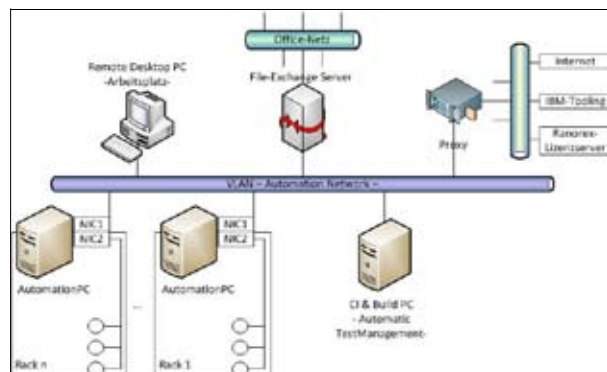 Office-Netz
Remote Desktop PC
-Arbeitsplatz-
File-Exchange Server
Internet
IBM-Tooling
Ranorex-
Lizenzserver
Proxy
VLAN – Automation Network –
NIC1
NIC2
AutomationPC
NIC1
NIC2
AutomationPC
...
CI & Build PC
- Automatic
TestManagement-
Rack n
Rack 1